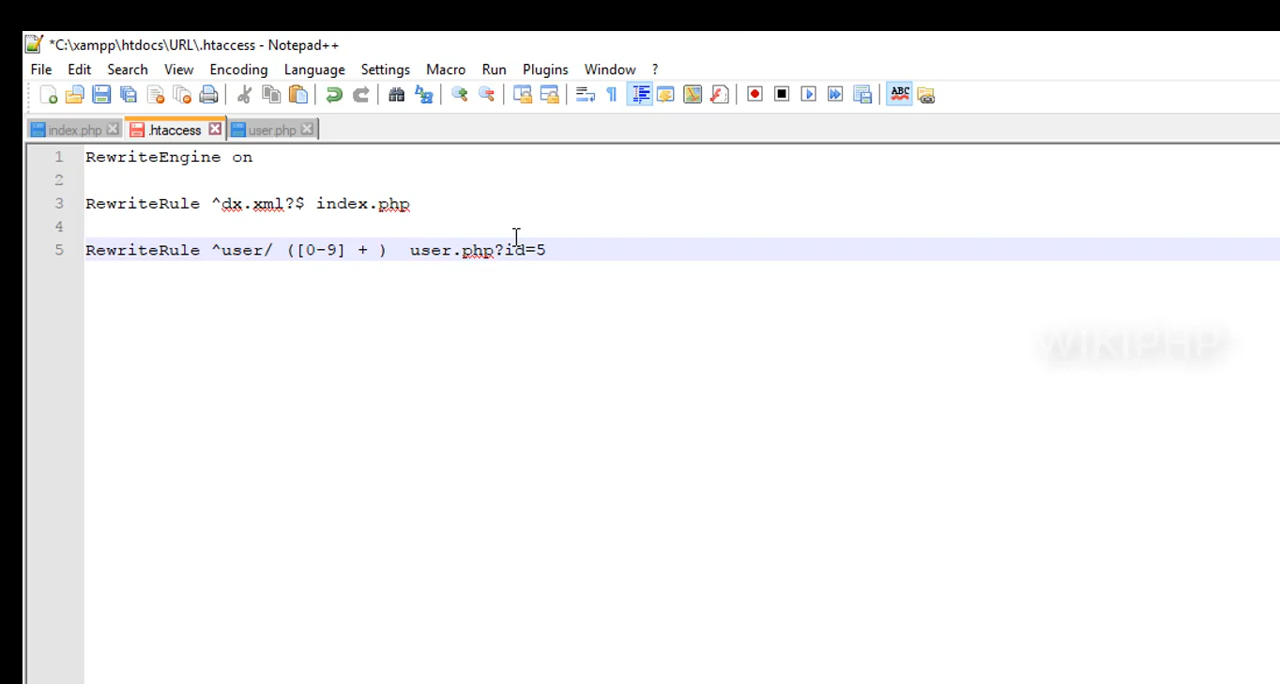 *C:\xampp\htdocs\URL\.htaccess - Notepad++
File Edit Search View Encoding Language Settings Macro Run Plugins Window ?
ABC
index.php .htaccess user.php
1 RewriteEngine on
2
3 RewriteRule ^dx.xml?$ index.php
4
5 RewriteRule ^user/ ([0-9] + )  user.php?id=5
WIKIPHP